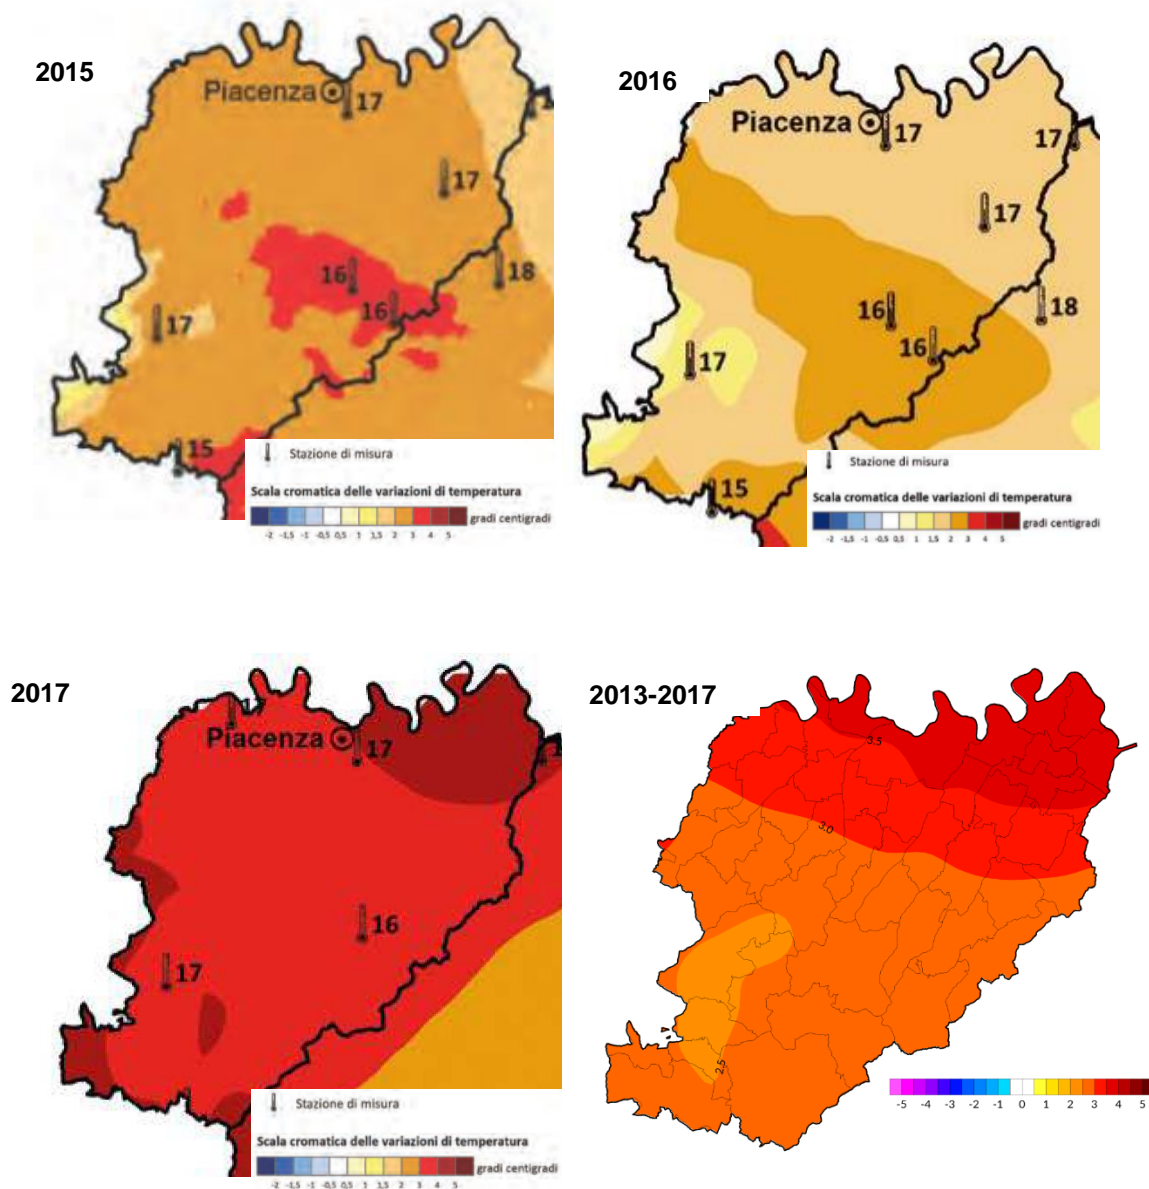 2015
Piacenza
17
17
18
16
16
17
15
Stazione di misura
Scala cromatica delle variazioni di temperatura
gradi centigradi
-2 -1,5 -1 -0,5 0,5 1 1,5 2 3 4 5
2016
Piacenza
17
17
17
18
16
16
17
15
Stazione di misura
Scala cromatica delle variazioni di temperatura
gradi centigradi
-2 -1,5 -1 -0,5 0,5 1 1,5 2 3 4 5
2017
Piacenza
17
16
17
Stazione di misura
Scala cromatica delle variazioni di temperatura
gradi centigradi
-2 -1,5 -1 -0,5 0,5 1 1,5 2 3 4 5
2013-2017
3.5
3.0
2.5
-5 -4 -3 -2 -1 0 1 2 3 4 5